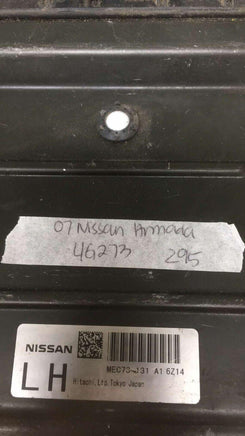 07 Nissan Armada
46273 295
NISSAN
MEC73-131 A1 6Z14
LH
Hitachi,Ltd.Tokyo Japan